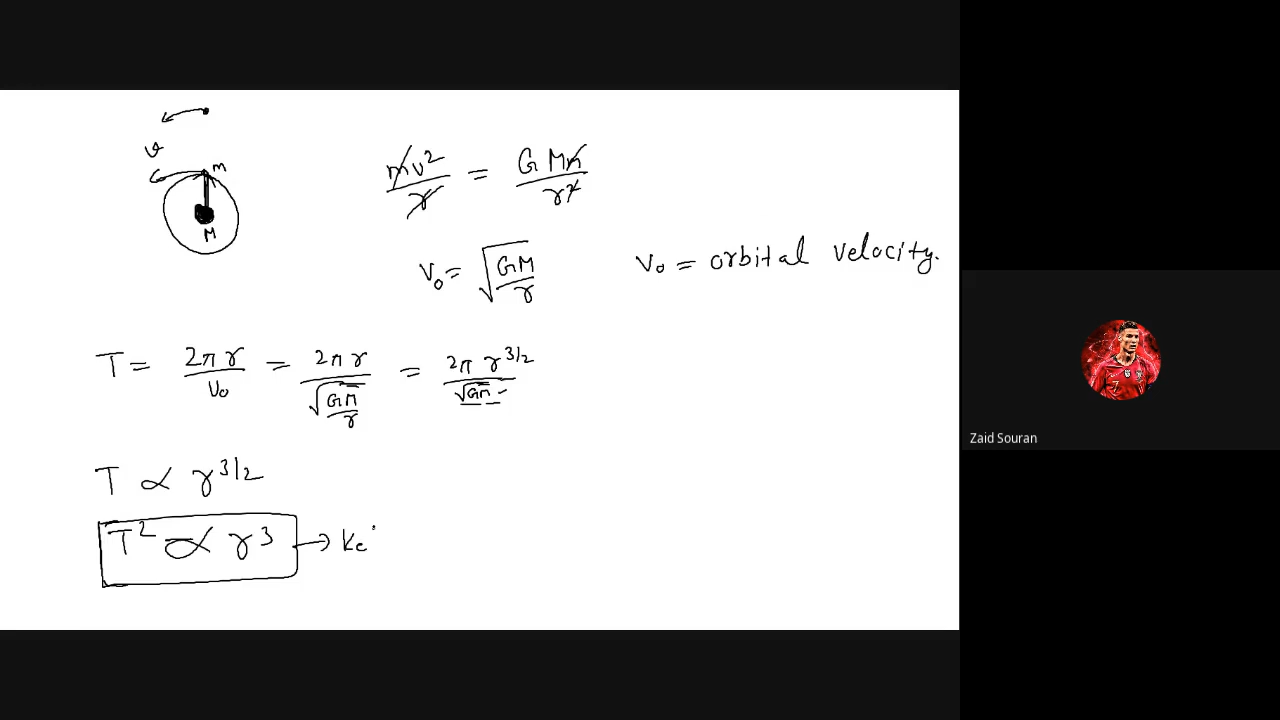 v
m
M
mv²/r = GMm/r²
v₀ = √(GM/r)
v₀ = orbital velocity.
T = 2πr/v₀ = 2πr/√(GM/r) = 2πr^3/2/√GM
T ∝ r^3/2
T² ∝ r³ → Ke
Zaid Souran